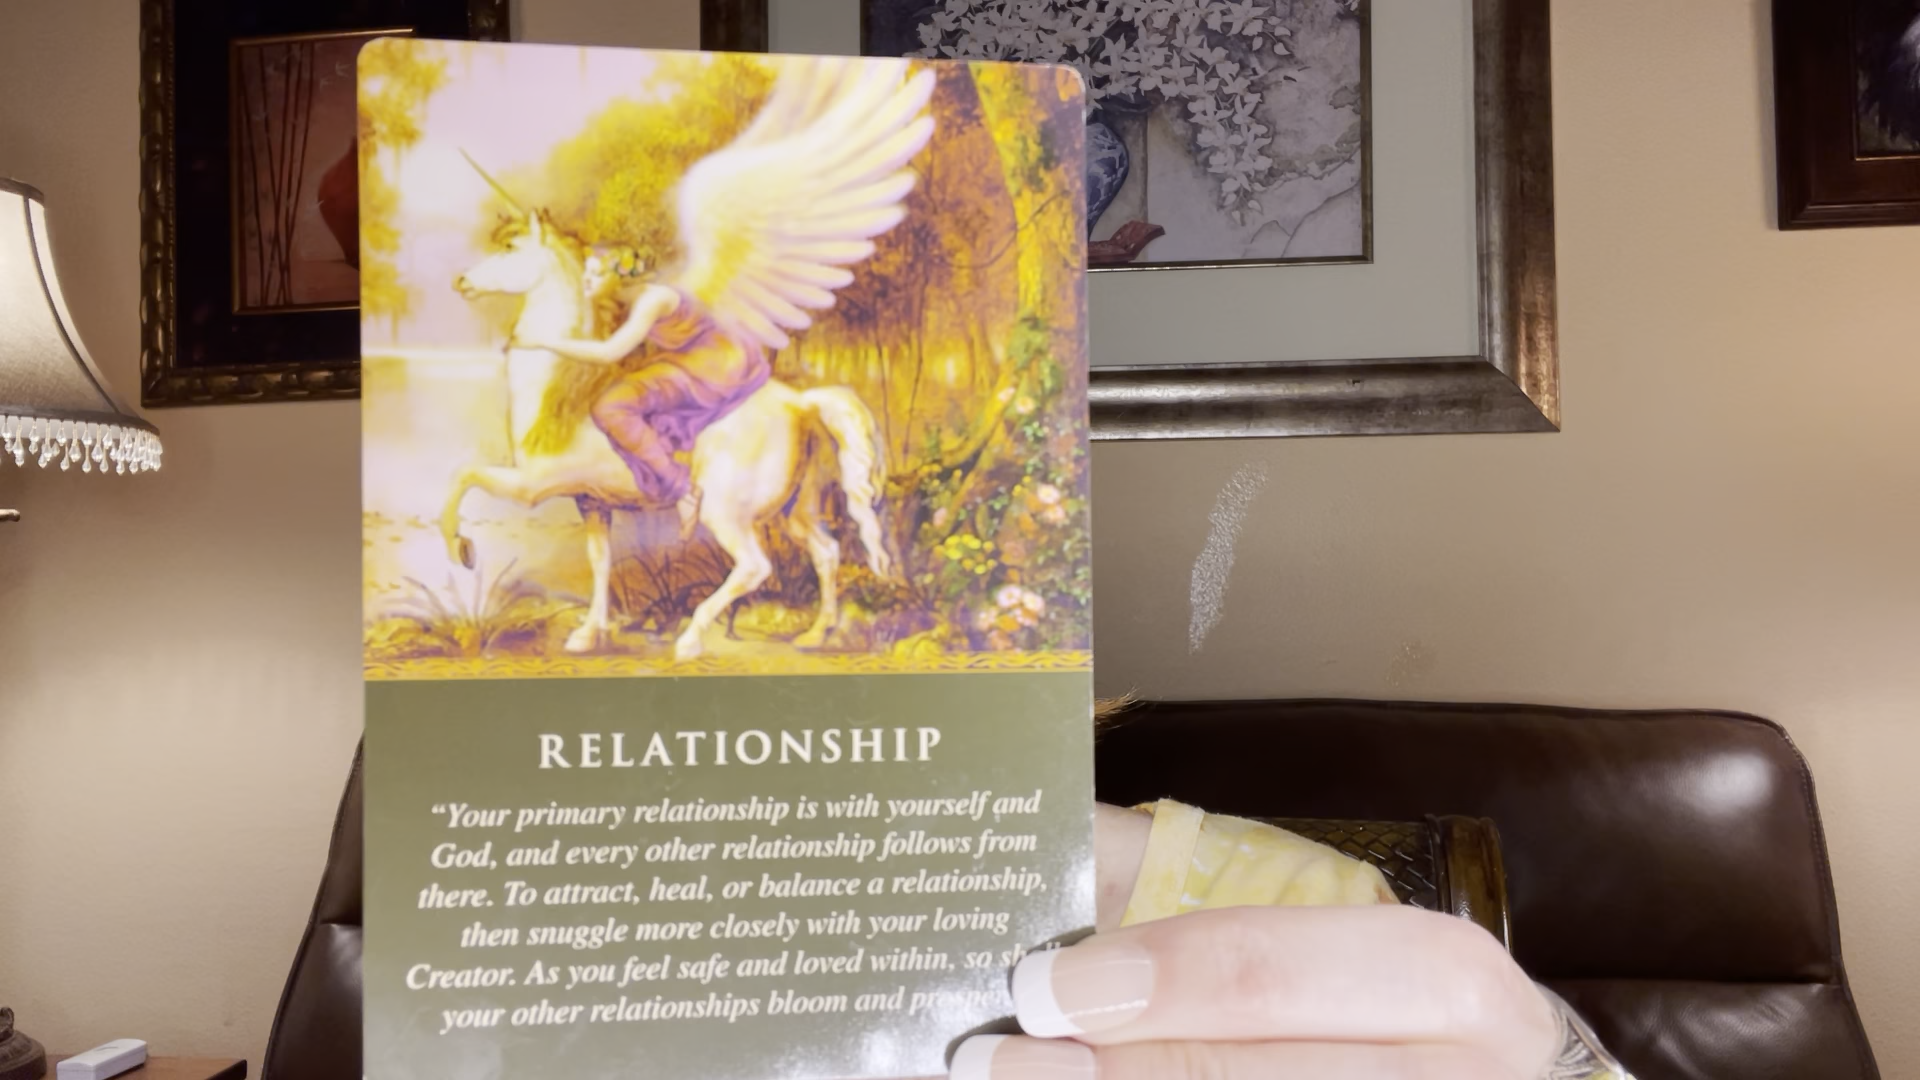 RELATIONSHIP
“Your primary relationship is with yourself and
God, and every other relationship follows from
there. To attract, heal, or balance a relationship,
then snuggle more closely with your loving
Creator. As you feel safe and loved within, so shall
your other relationships bloom and prosper